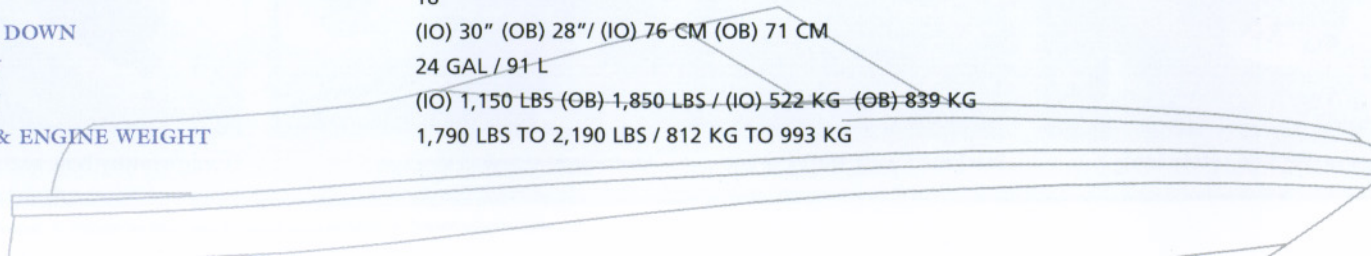 DOWN (IO) 30″ (OB) 28″/ (IO) 76 CM (OB) 71 CM
24 GAL / 91 L
(IO) 1,150 LBS (OB) 1,850 LBS / (IO) 522 KG (OB) 839 KG
& ENGINE WEIGHT 1,790 LBS TO 2,190 LBS / 812 KG TO 993 KG